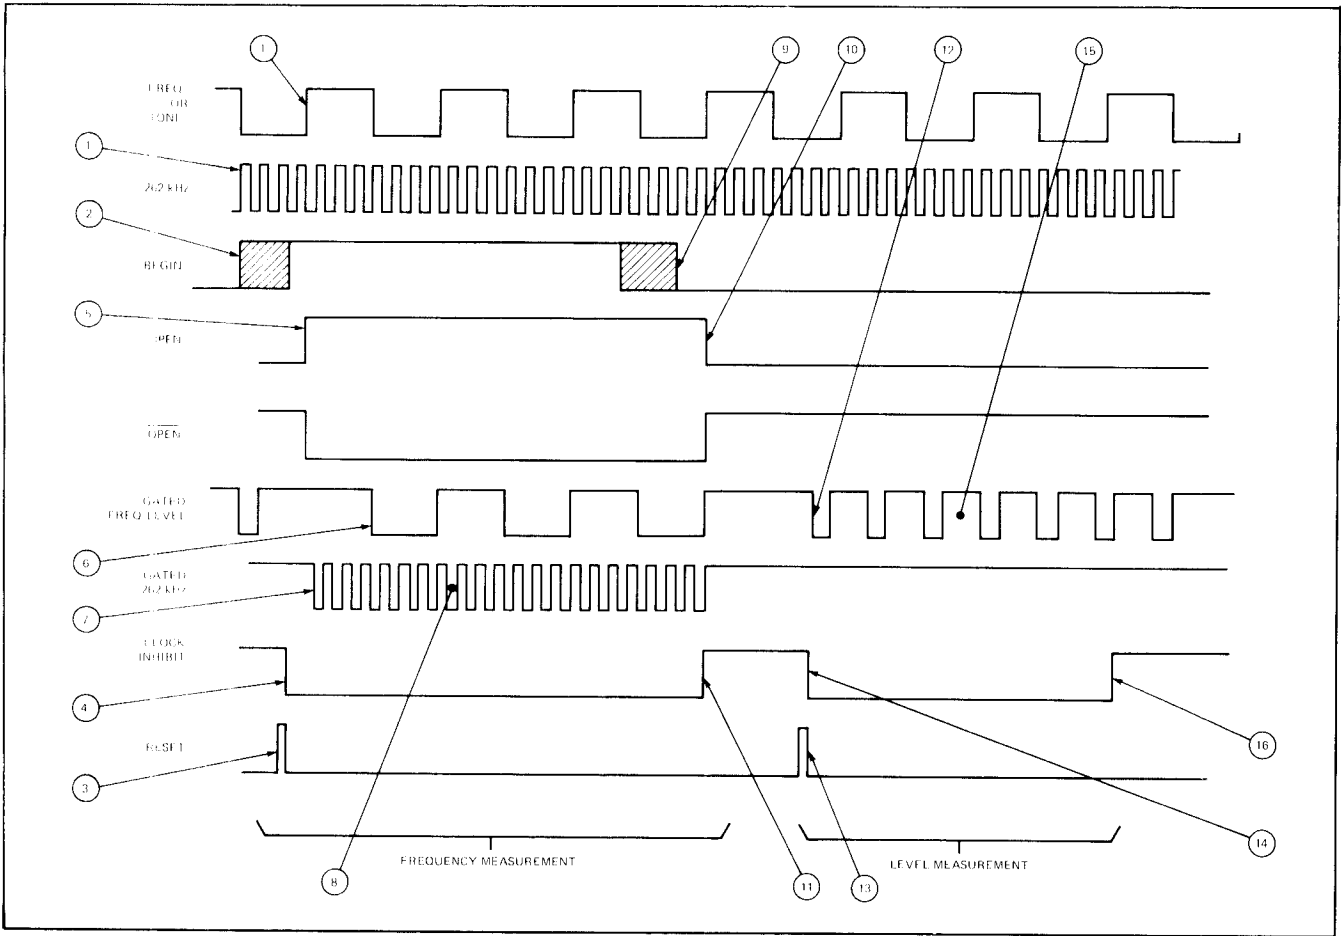 1
9
10
12
15
FREQ
OR
TONE
1
262 kHz
2
BEGIN
5
OPEN
OPEN
GATED
FREQ LEVEL
6
GATED
262 kHz
7
CLOCK
INHIBIT
4
16
RESET
3
14
FREQUENCY MEASUREMENT
LEVEL MEASUREMENT
8
11
13